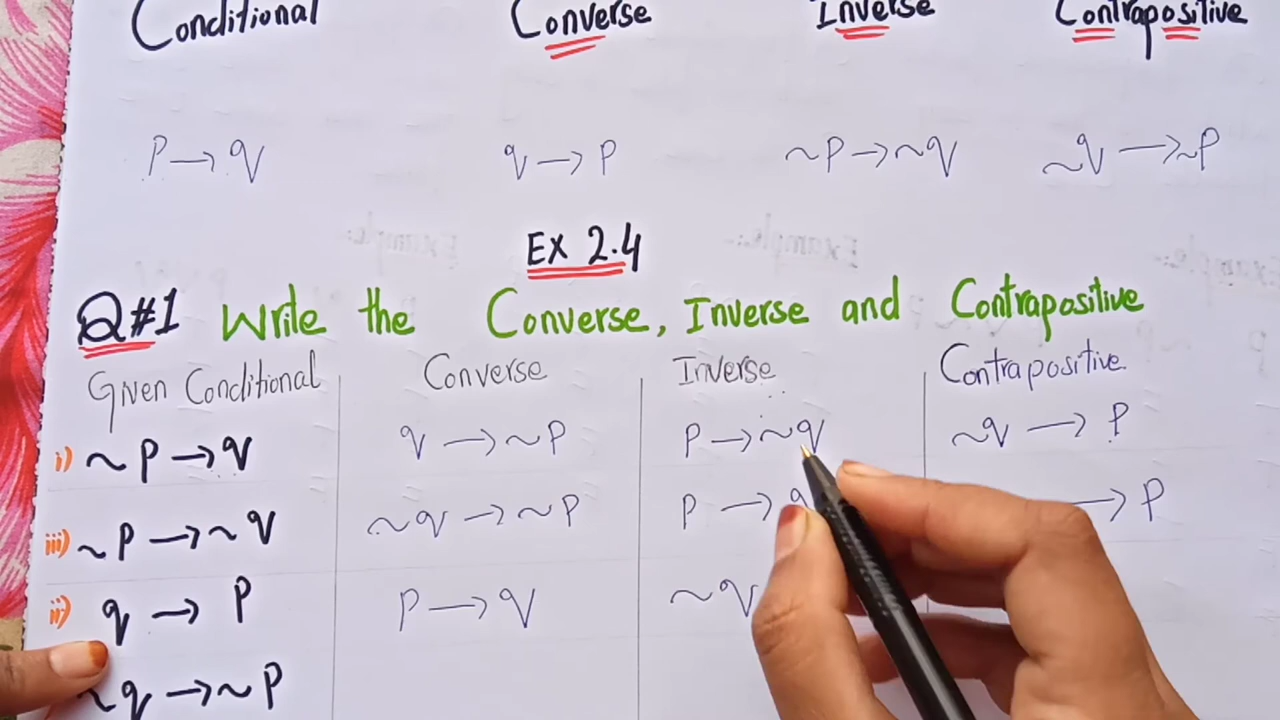 Conditional Converse Inverse Contrapositive
P → q q → P ~P → ~q ~q → ~P
Ex 2.4
Q#1 Write the Converse, Inverse and Contrapositive
Given Conditional Converse Inverse Contrapositive
i) ~P → q q → ~P P → ~q ~q → P
iii) ~P → ~q ~q → ~P P → q → P
ii) q → P P → q ~q
~q → ~P